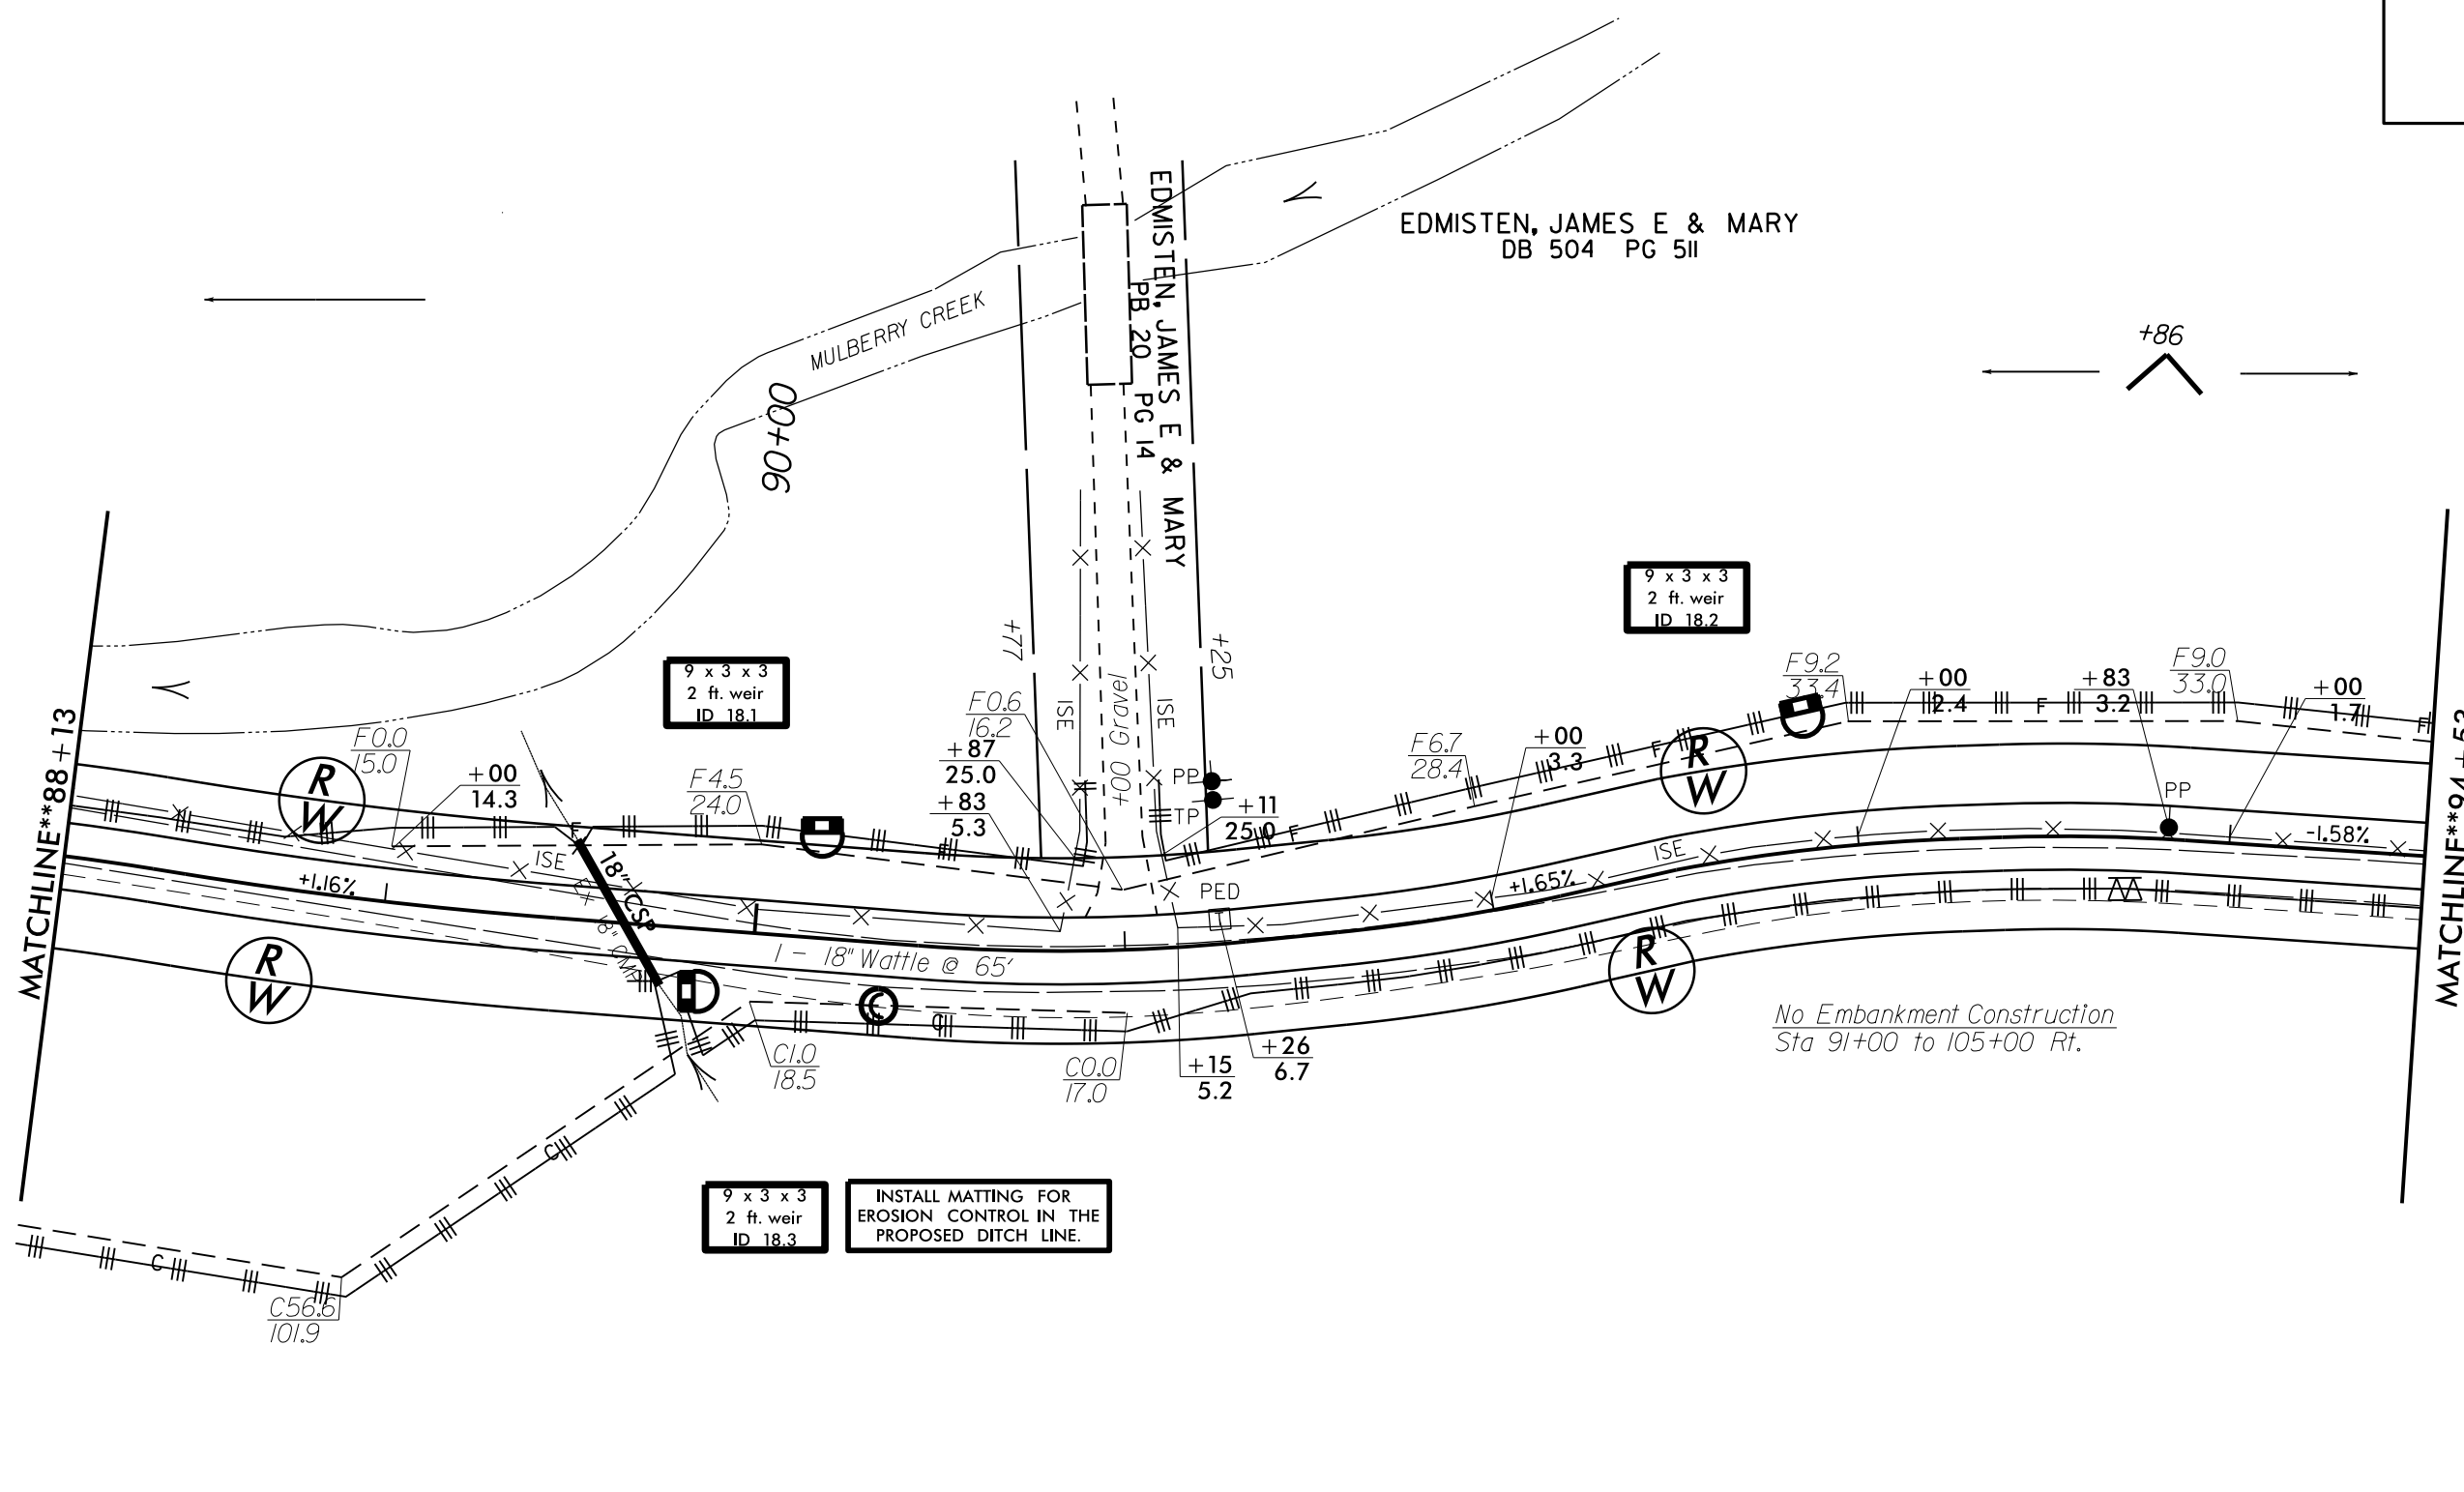 EDMISTEN, JAMES E & MARY
DB 504 PG 511
EDMISTEN, JAMES E & MARY
PB 20 PG 14
MULBERRY CREEK
+86
90+00
9 x 3 x 3
2 ft. weir
ID 18.2
9 x 3 x 3
2 ft. weir
ID 18.1
+77
+25
ISE
ISE
+00 Gravel
MATCHLINE**88+13
F0.0
15.0
R
W
+00
14.3
F4.5
24.0
F0.6
16.2
+87
25.0
+83
5.3
PP
TP
+11
25.0
F6.7
28.4
+00
3.3
R
W
F9.2
33.4
+00
2.4
+83
3.2
F9.0
33.0
+00
1.7
PP
-1.58%
MATCHLINE**94+53
F
F
F
F
F
F
F
ISE
18" CSP
+1.16%
PED
T
ISE
+1.65%
1 - 18" Wattle @ 65'
R
W
C
C
R
W
No Embankment Construction
Sta 91+00 to 105+00 Rt.
C1.0
18.5
C0.0
17.0
+15
5.2
+26
6.7
C
9 x 3 x 3
2 ft. weir
ID 18.3
INSTALL MATTING FOR
EROSION CONTROL IN THE
PROPOSED DITCH LINE.
C
C56.6
101.9